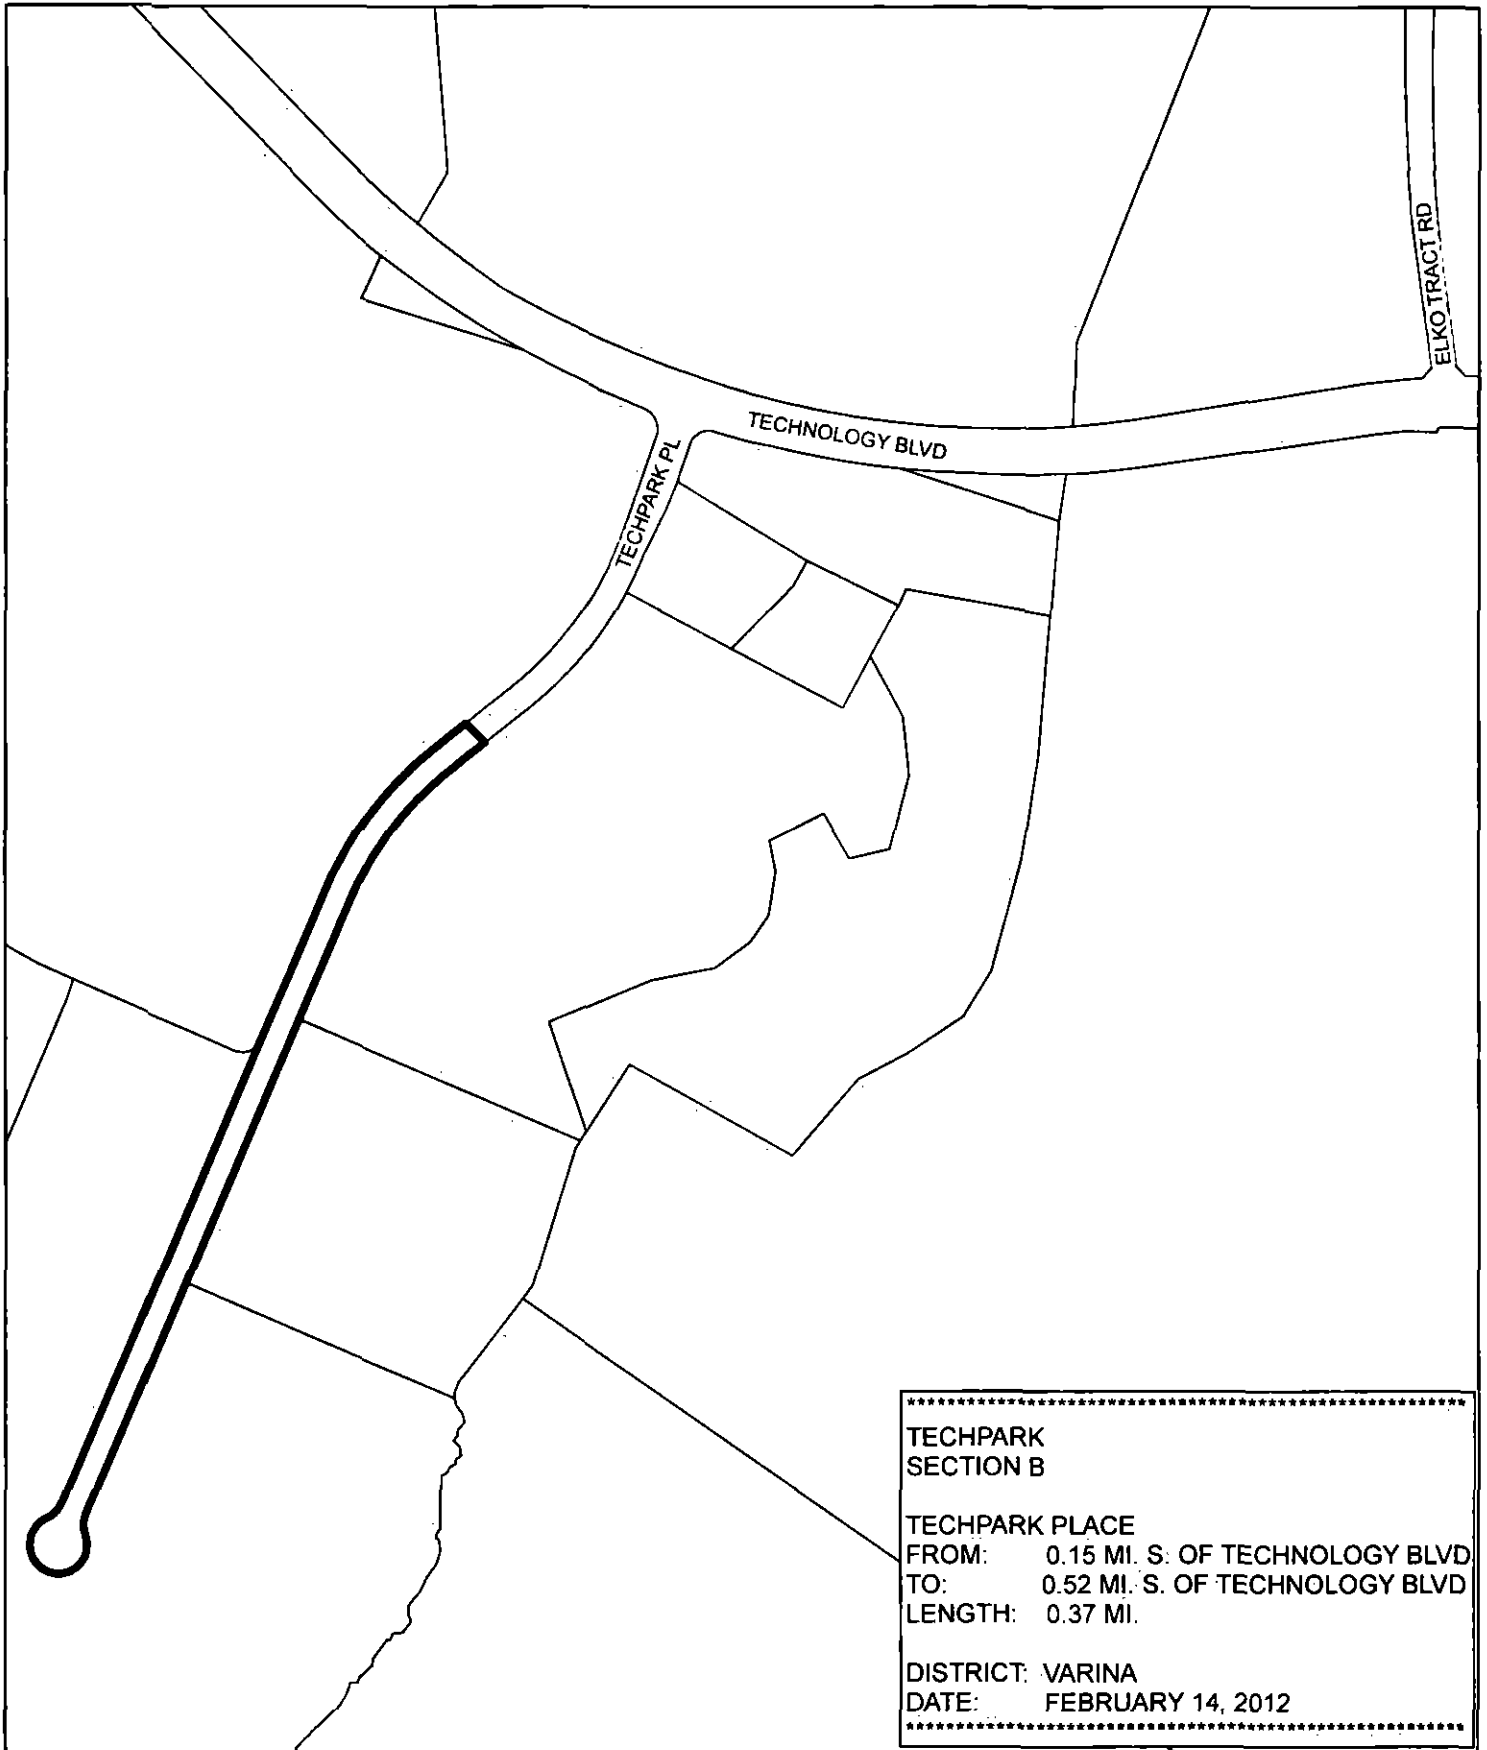 ELKO TRACT RD
TECHNOLOGY BLVD
TECHPARK PL
************************************************************
TECHPARK
SECTION B
TECHPARK PLACE
FROM: 0.15 MI. S. OF TECHNOLOGY BLVD
TO: 0.52 MI. S. OF TECHNOLOGY BLVD
LENGTH: 0.37 MI.
DISTRICT: VARINA
DATE: FEBRUARY 14, 2012
************************************************************